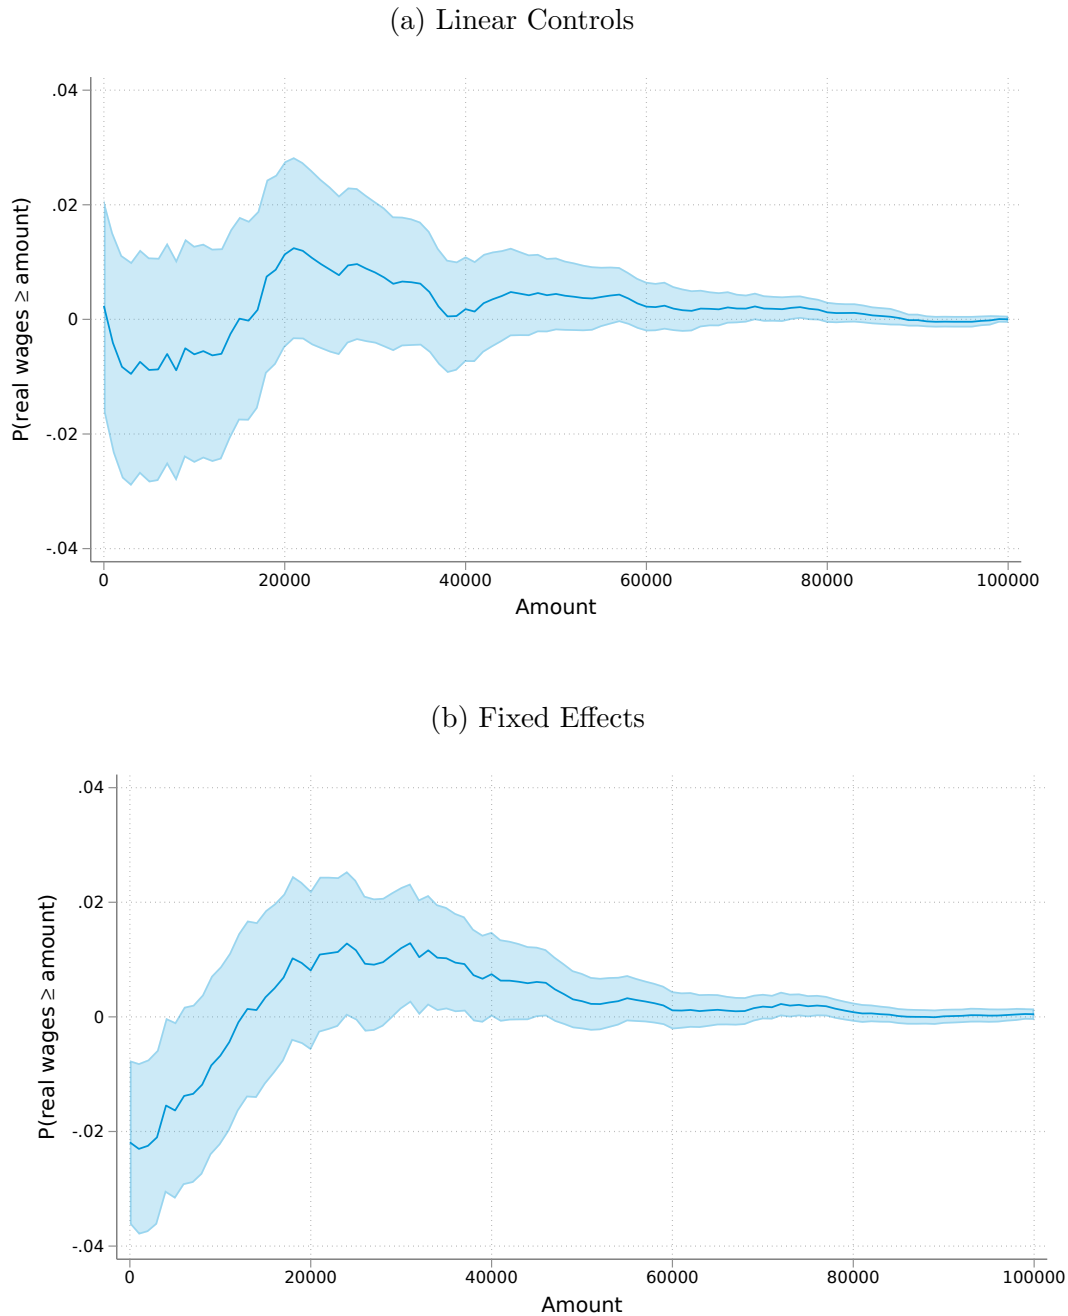 (a) Linear Controls
P(real wages ≥ amount)
.04
.02
0
-.02
-.04
0 20000 40000 60000 80000 100000
Amount
(b) Fixed Effects
P(real wages ≥ amount)
.04
.02
0
-.02
-.04
0 20000 40000 60000 80000 100000
Amount